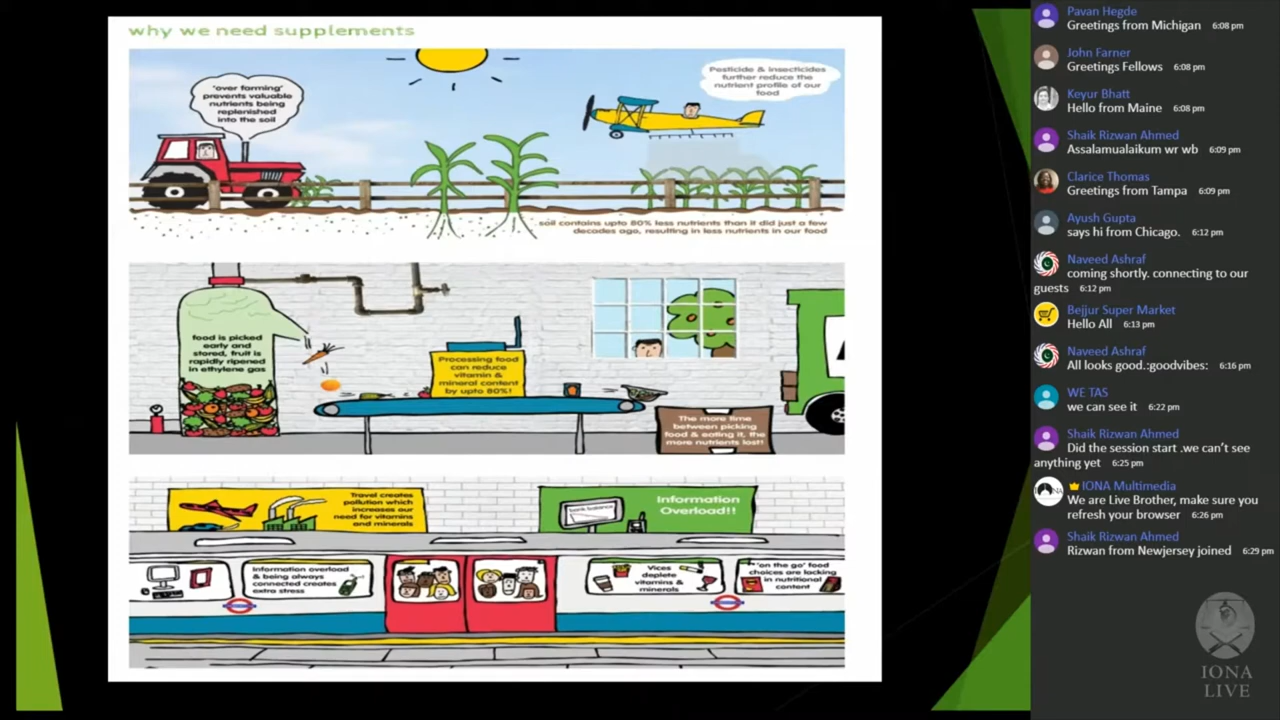 why we need supplements
'over farming'
prevents valuable
nutrients being
replenished
into the soil
Pesticide & insecticides
further reduce the
nutrient profile of our
food
soil contains upto 80% less nutrients than it did just a few
decades ago, resulting in less nutrients in our food
food is picked
early and
stored, fruit is
rapidly ripened
in ethylene gas
Processing food
can reduce
vitamin &
mineral content
by upto 80%!
The more time
between picking
food & eating it, the
more nutrients lost!
Travel creates
pollution which
increases our
need for vitamins
and minerals
bank balance
Information
Overload!!
Information overload
& being always
connected creates
extra stress
Vices
deplete
vitamins &
minerals
'on the go' food
choices are lacking
in nutritional
content
Pavan Hegde
Greetings from Michigan 6:08 pm
John Farner
Greetings Fellows 6:08 pm
Keyur Bhatt
Hello from Maine 6:08 pm
Shaik Rizwan Ahmed
Assalamualaikum wr wb 6:09 pm
Clarice Thomas
Greetings from Tampa 6:09 pm
Ayush Gupta
says hi from Chicago. 6:12 pm
Naveed Ashraf
coming shortly. connecting to our
guests 6:12 pm
Bejjur Super Market
Hello All 6:13 pm
Naveed Ashraf
All looks good.:goodvibes: 6:16 pm
WE TAS
we can see it 6:22 pm
Shaik Rizwan Ahmed
Did the session start .we can't see
anything yet 6:25 pm
IONA Multimedia
We are Live Brother, make sure you
refresh your browser 6:26 pm
Shaik Rizwan Ahmed
Rizwan from Newjersey joined 6:29 pm
IONA
LIVE